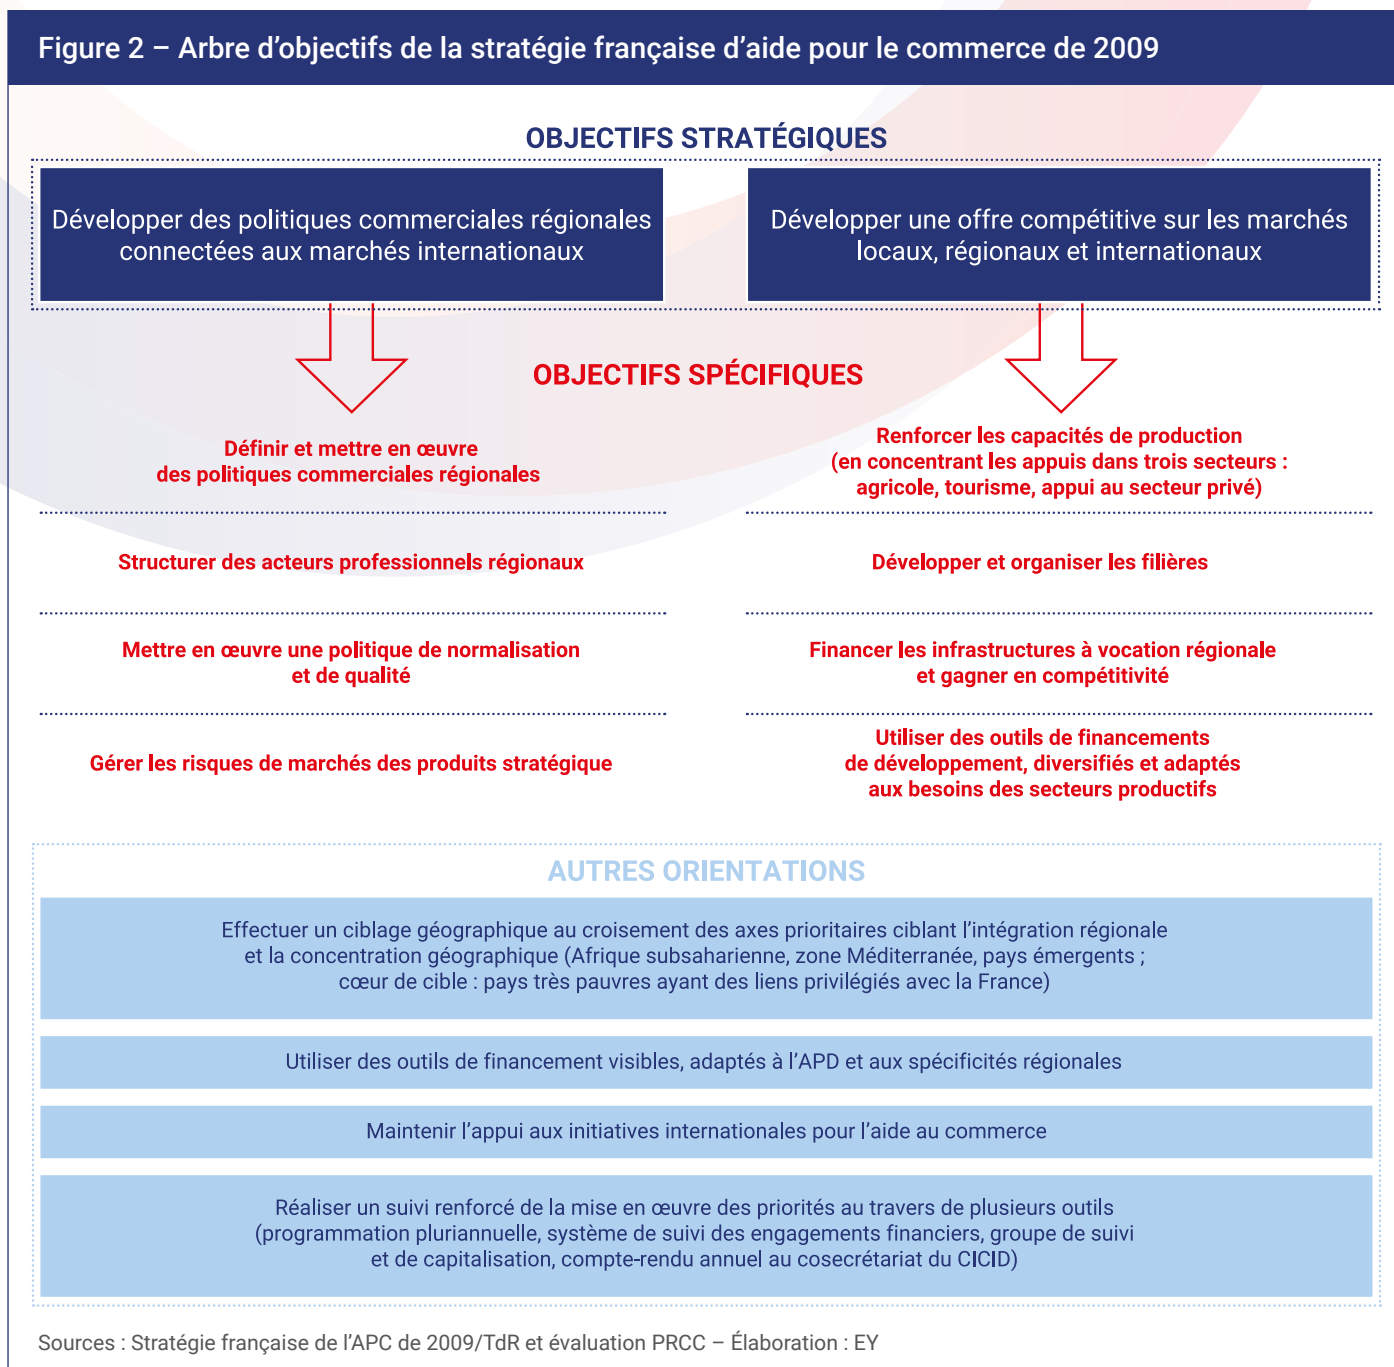 Figure 2 – Arbre d’objectifs de la stratégie française d’aide pour le commerce de 2009
OBJECTIFS STRATÉGIQUES
Développer des politiques commerciales régionales
connectées aux marchés internationaux
Développer une offre compétitive sur les marchés
locaux, régionaux et internationaux
OBJECTIFS SPÉCIFIQUES
Définir et mettre en œuvre
des politiques commerciales régionales
Structurer des acteurs professionnels régionaux
Mettre en œuvre une politique de normalisation
et de qualité
Gérer les risques de marchés des produits stratégique
Renforcer les capacités de production
(en concentrant les appuis dans trois secteurs :
agricole, tourisme, appui au secteur privé)
Développer et organiser les filières
Financer les infrastructures à vocation régionale
et gagner en compétitivité
Utiliser des outils de financements
de développement, diversifiés et adaptés
aux besoins des secteurs productifs
AUTRES ORIENTATIONS
Effectuer un ciblage géographique au croisement des axes prioritaires ciblant l’intégration régionale
et la concentration géographique (Afrique subsaharienne, zone Méditerranée, pays émergents ;
cœur de cible : pays très pauvres ayant des liens privilégiés avec la France)
Utiliser des outils de financement visibles, adaptés à l’APD et aux spécificités régionales
Maintenir l’appui aux initiatives internationales pour l’aide au commerce
Réaliser un suivi renforcé de la mise en œuvre des priorités au travers de plusieurs outils
(programmation pluriannuelle, système de suivi des engagements financiers, groupe de suivi
et de capitalisation, compte-rendu annuel au cosecrétariat du CICID)
Sources : Stratégie française de l’APC de 2009/TdR et évaluation PRCC – Élaboration : EY